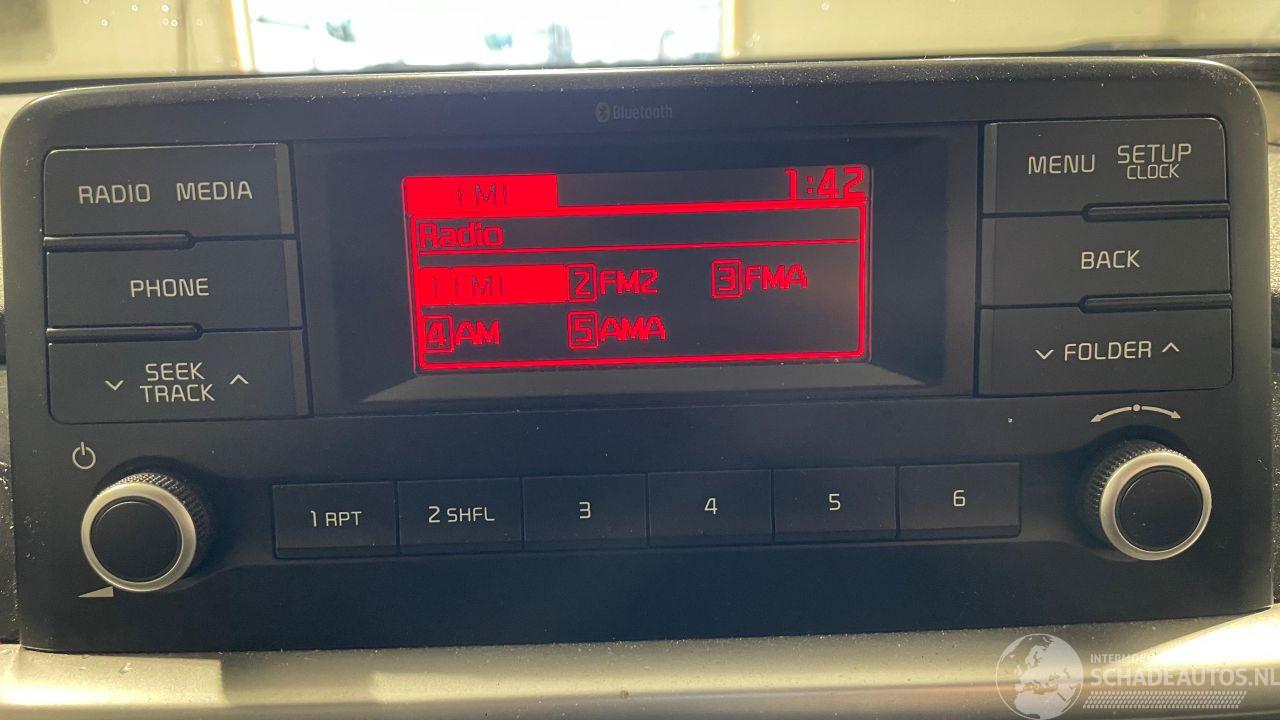 Bluetooth
RADIO MEDIA
PHONE
SEEK
TRACK
FM1
1:42
Radio
1 FM1 2 FM2 3 FMA
4 AM 5 AMA
MENU SETUP
CLOCK
BACK
FOLDER
1 RPT 2 SHFL 3 4 5 6
SCHADEAUTOS.NL